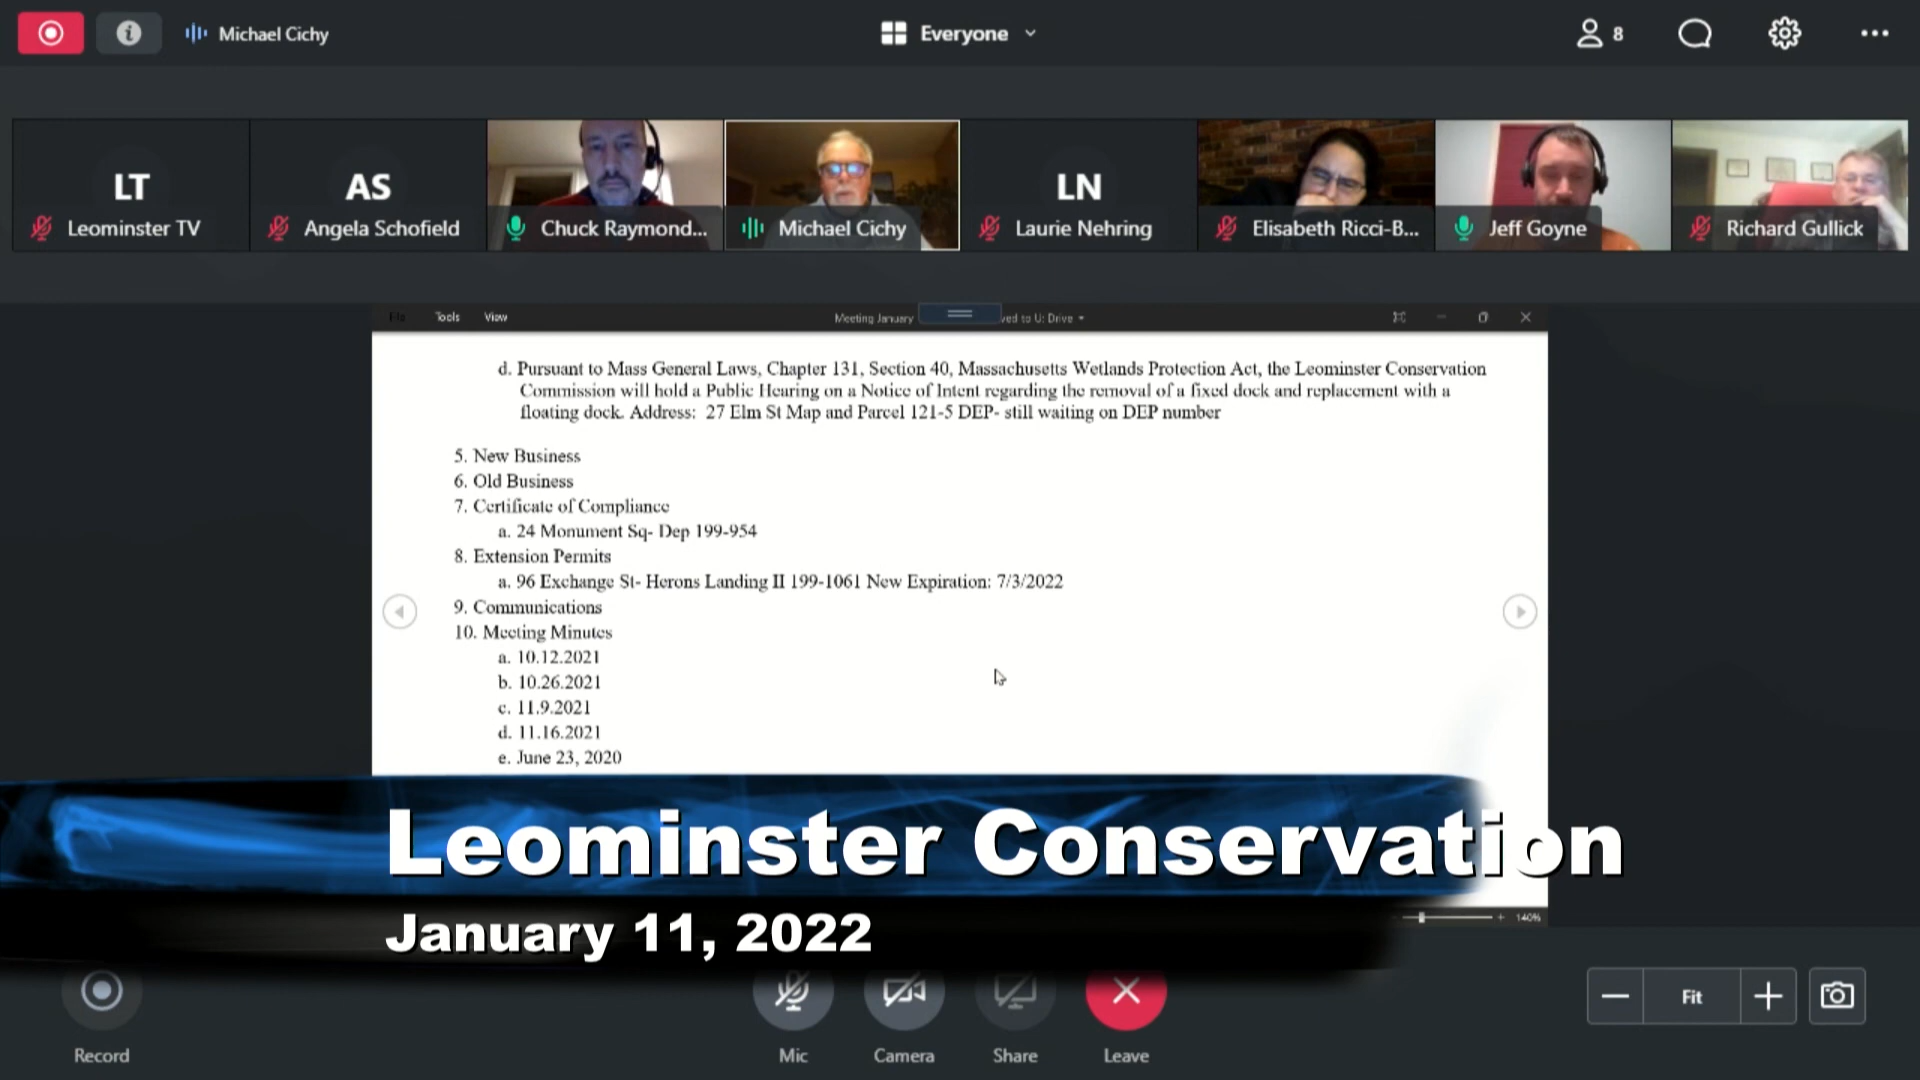 Michael Cichy
Everyone
8
LT
Leominster TV
AS
Angela Schofield
Chuck Raymond...
Michael Cichy
LN
Laurie Nehring
Elisabeth Ricci-B...
Jeff Goyne
Richard Gullick
File Tools View
Meeting January
ved to U: Drive
d. Pursuant to Mass General Laws, Chapter 131, Section 40, Massachusetts Wetlands Protection Act, the Leominster Conservation
Commission will hold a Public Hearing on a Notice of Intent regarding the removal of a fixed dock and replacement with a
floating dock. Address: 27 Elm St Map and Parcel 121-5 DEP- still waiting on DEP number
5. New Business
6. Old Business
7. Certificate of Compliance
a. 24 Monument Sq- Dep 199-954
8. Extension Permits
a. 96 Exchange St- Herons Landing II 199-1061 New Expiration: 7/3/2022
9. Communications
10. Meeting Minutes
a. 10.12.2021
b. 10.26.2021
c. 11.9.2021
d. 11.16.2021
e. June 23, 2020
Leominster Conservation
January 11, 2022
140%
Record
Mic
Camera
Share
Leave
Fit